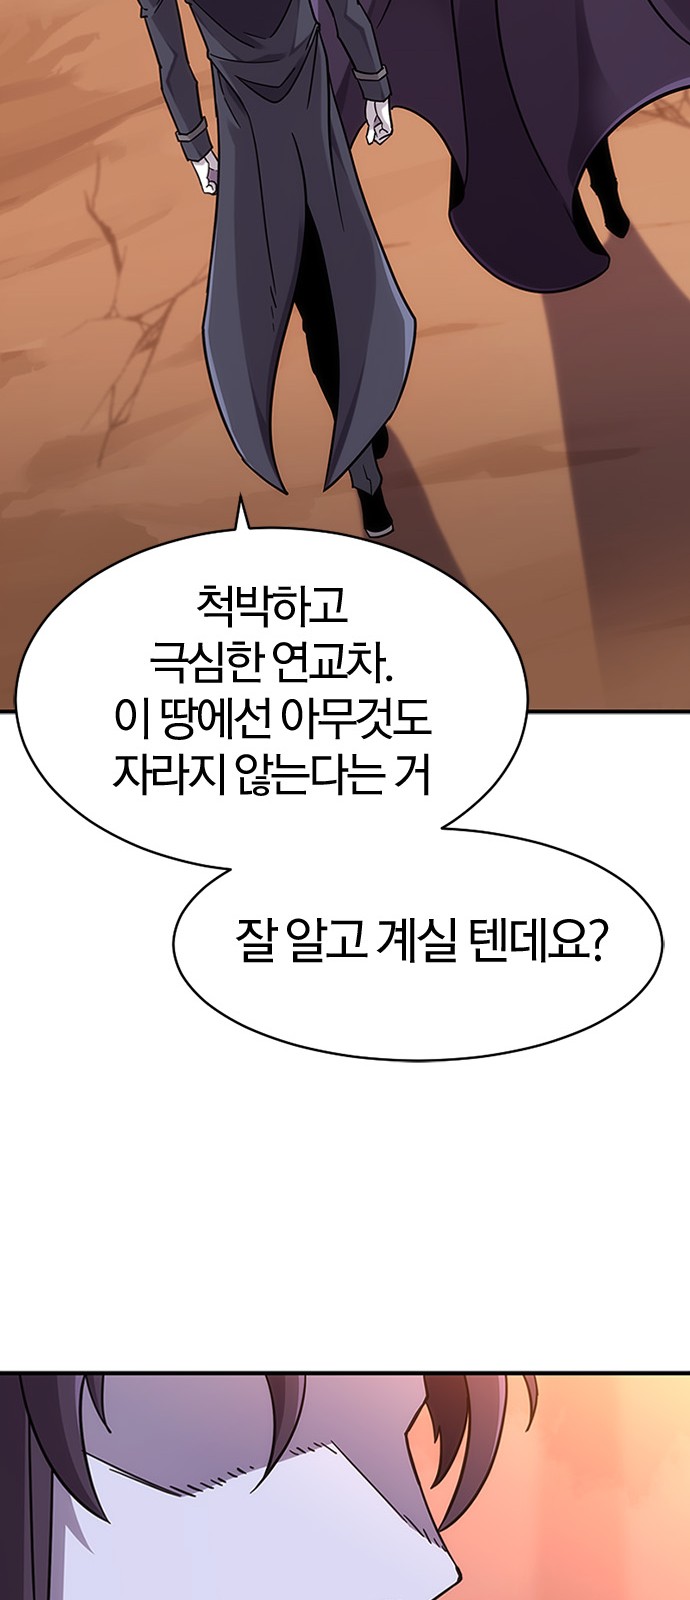 척박하고
극심한 연교차.
이 땅에선 아무것도
자라지 않는다는 거
잘 알고 계실 텐데요?